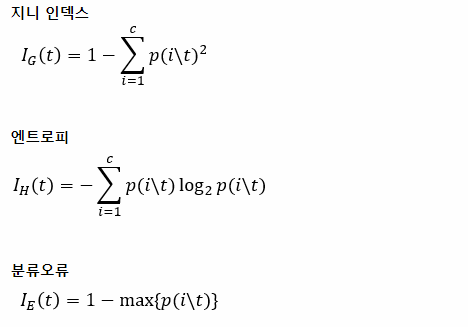 지니 인덱스
I_G(t) = 1 − ∑_{i=1}^{c} p(i\t)²
엔트로피
I_H(t) = − ∑_{i=1}^{c} p(i\t) log₂ p(i\t)
분류오류
I_E(t) = 1 − max{p(i\t)}